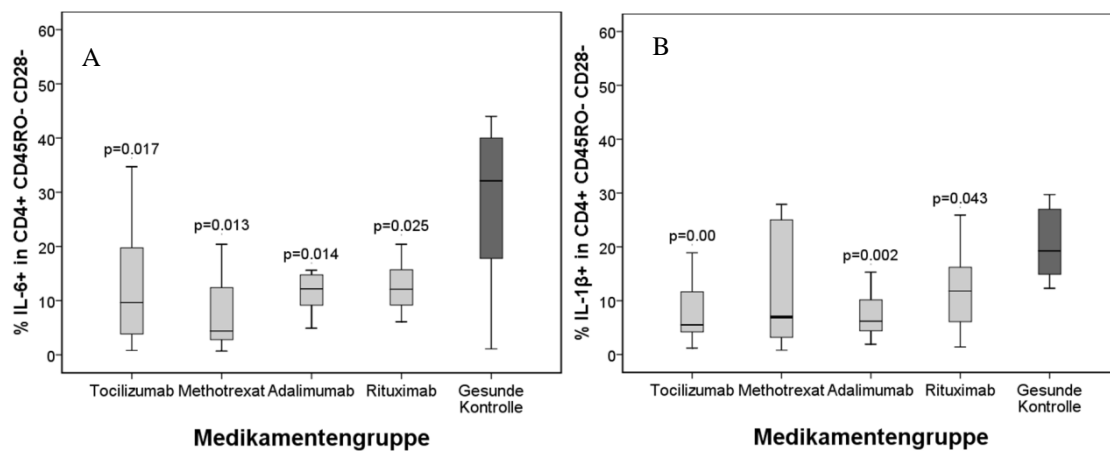 A
% IL-6+ in CD4+ CD45RO- CD28-
60
50
40
30
20
10
0
p=0.017
p=0.013
p=0.014
p=0.025
Tocilizumab Methotrexat Adalimumab Rituximab Gesunde
Kontrolle
Medikamentengruppe
B
% IL-1β+ in CD4+ CD45RO- CD28-
60
50
40
30
20
10
0
p=0.00
p=0.002
p=0.043
Tocilizumab Methotrexat Adalimumab Rituximab Gesunde
Kontrolle
Medikamentengruppe